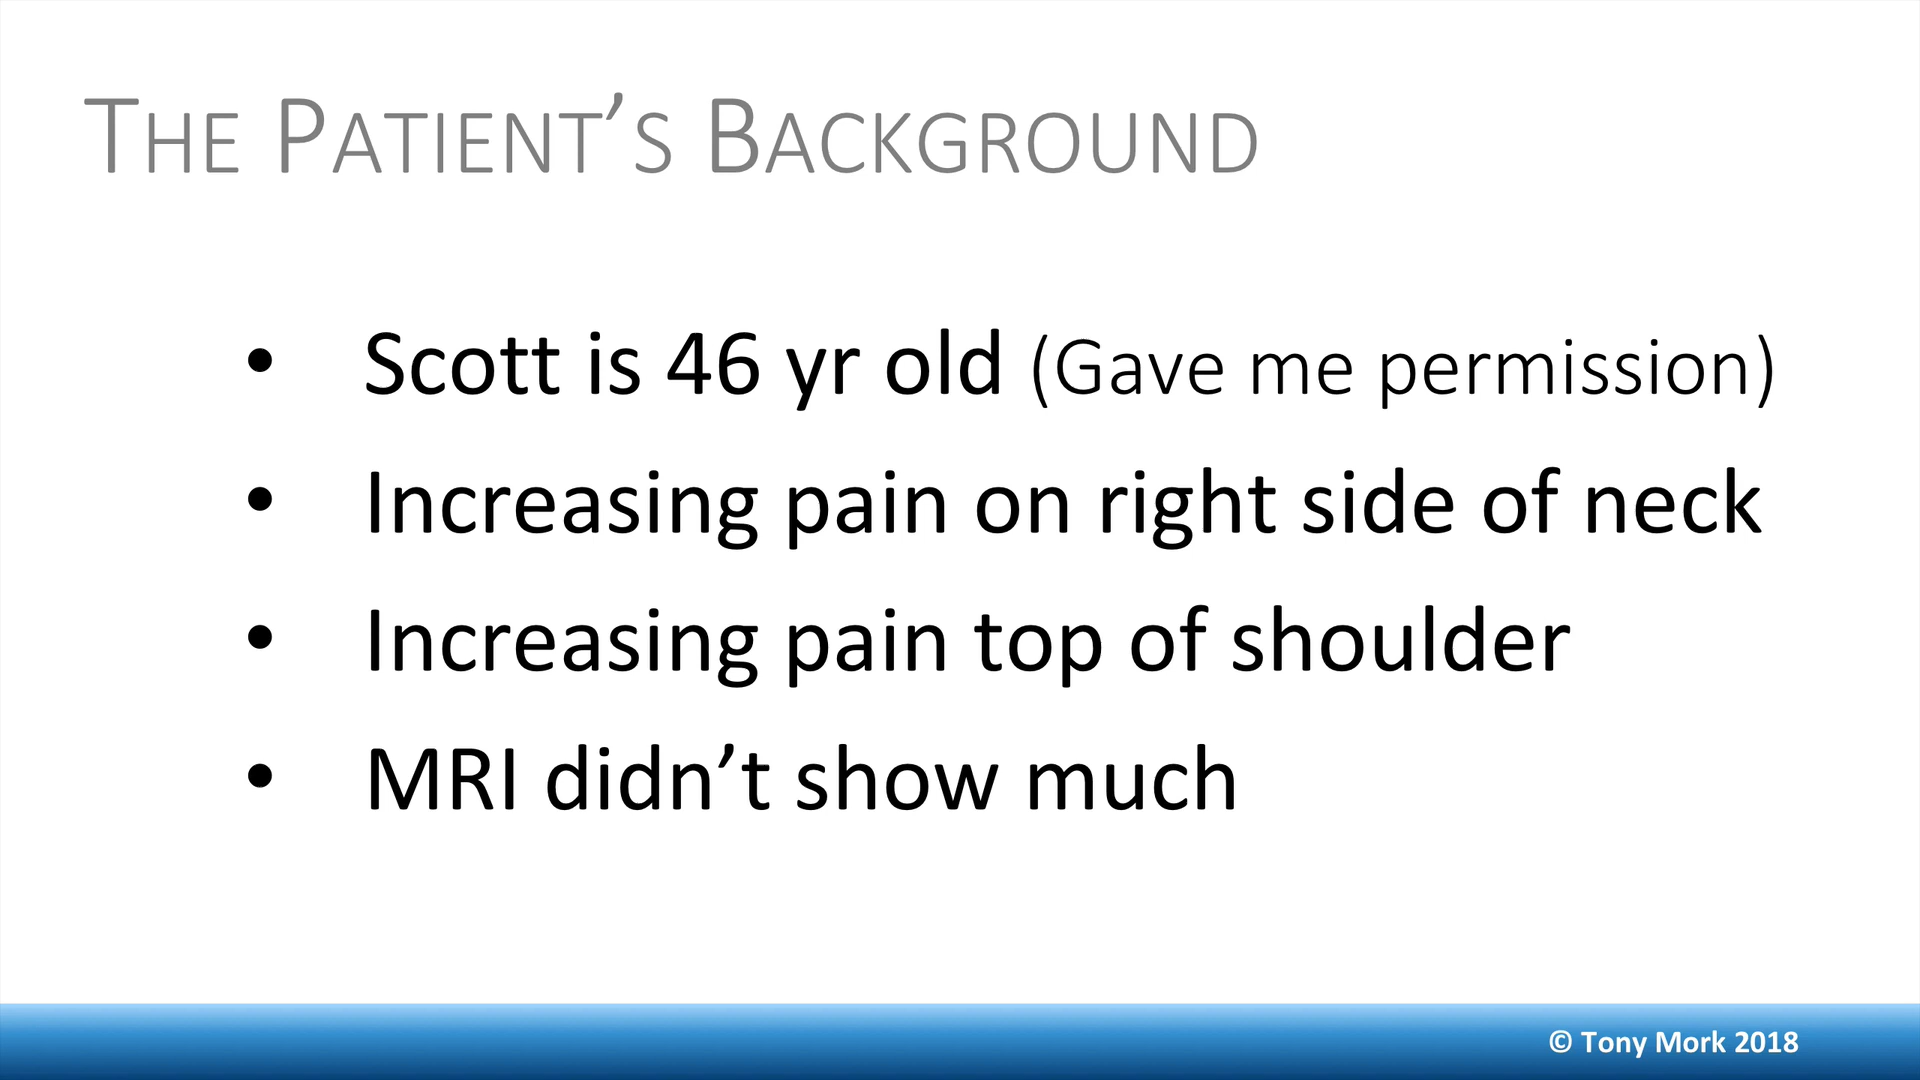 The Patient’s Background
• Scott is 46 yr old (Gave me permission)
• Increasing pain on right side of neck
• Increasing pain top of shoulder
• MRI didn’t show much
© Tony Mork 2018